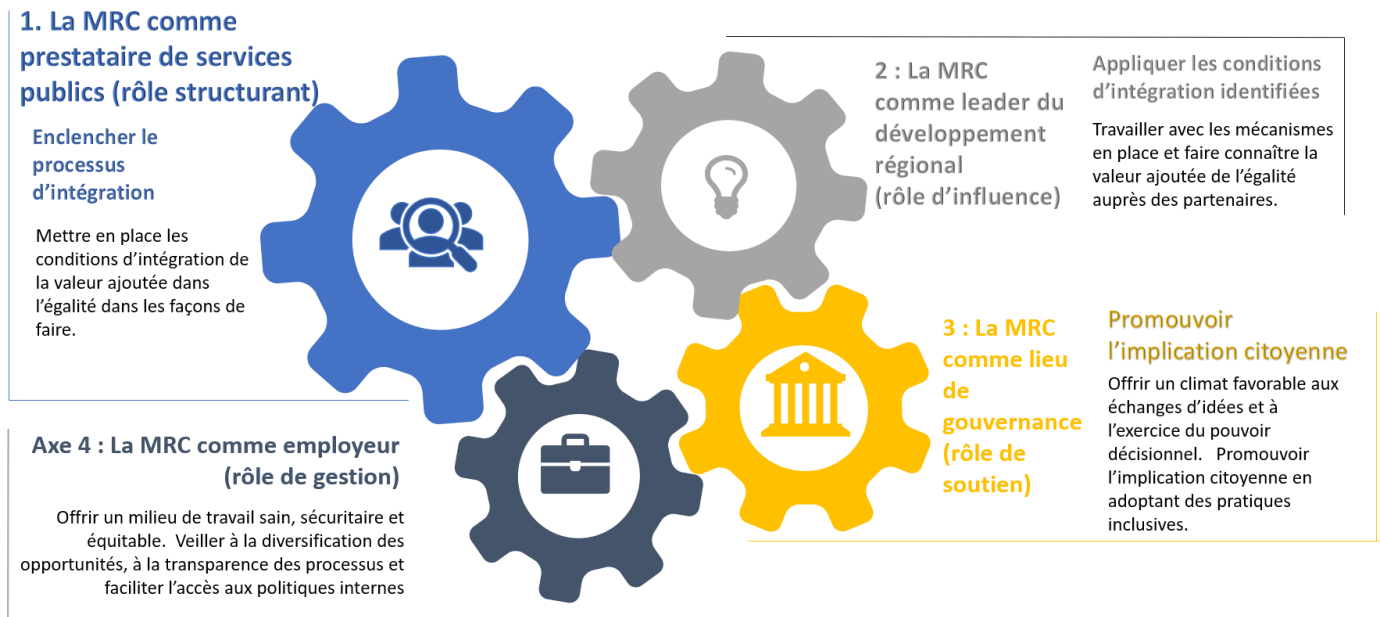 1. La MRC comme
prestataire de services
publics (rôle structurant)
Enclencher le
processus
d’intégration
Mettre en place les
conditions d’intégration de
la valeur ajoutée dans
l’égalité dans les façons de
faire.
2 : La MRC
comme leader du
développement
régional
(rôle d’influence)
Appliquer les conditions
d’intégration identifiées
Travailler avec les mécanismes
en place et faire connaître la
valeur ajoutée de l’égalité
auprès des partenaires.
3 : La MRC
comme lieu
de
gouvernance
(rôle de
soutien)
Promouvoir
l’implication citoyenne
Offrir un climat favorable aux
échanges d’idées et à
l’exercice du pouvoir
décisionnel. Promouvoir
l’implication citoyenne en
adoptant des pratiques
inclusives.
Axe 4 : La MRC comme employeur
(rôle de gestion)
Offrir un milieu de travail sain, sécuritaire et
équitable. Veiller à la diversification des
opportunités, à la transparence des processus et
faciliter l’accès aux politiques internes